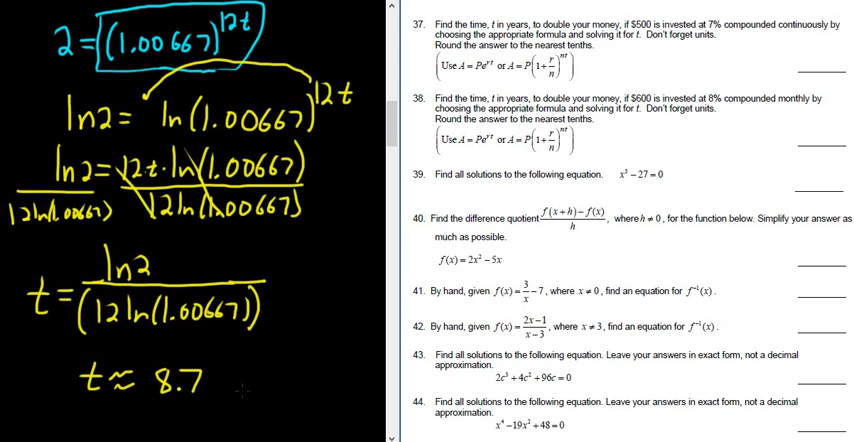 2 = (1.00667)^12t
ln2 = ln(1.00667)^12t
ln2 = 12t · ln(1.00667)
12ln(1.00667) 12ln(1.00667)
t = ln2
(12ln(1.00667))
t ≈ 8.7
37. Find the time, t in years, to double your money, if $500 is invested at 7% compounded continuously by
choosing the appropriate formula and solving it for t. Don't forget units.
Round the answer to the nearest tenths.
(Use A = Pe^rt or A = P(1 + r/n)^nt)
38. Find the time, t in years, to double your money, if $600 is invested at 8% compounded monthly by
choosing the appropriate formula and solving it for t. Don't forget units.
Round the answer to the nearest tenths.
(Use A = Pe^rt or A = P(1 + r/n)^nt)
39. Find all solutions to the following equation. x³ − 27 = 0
40. Find the difference quotient (f(x+h) − f(x))/h, where h ≠ 0, for the function below. Simplify your answer as
much as possible.
f(x) = 2x² − 5x
41. By hand, given f(x) = 3/x − 7, where x ≠ 0, find an equation for f⁻¹(x).
42. By hand, given f(x) = (2x−1)/(x−3), where x ≠ 3, find an equation for f⁻¹(x).
43. Find all solutions to the following equation. Leave your answers in exact form, not a decimal
approximation.
2c³ + 4c² + 96c = 0
44. Find all solutions to the following equation. Leave your answers in exact form, not a decimal
approximation.
x⁴ − 19x² + 48 = 0